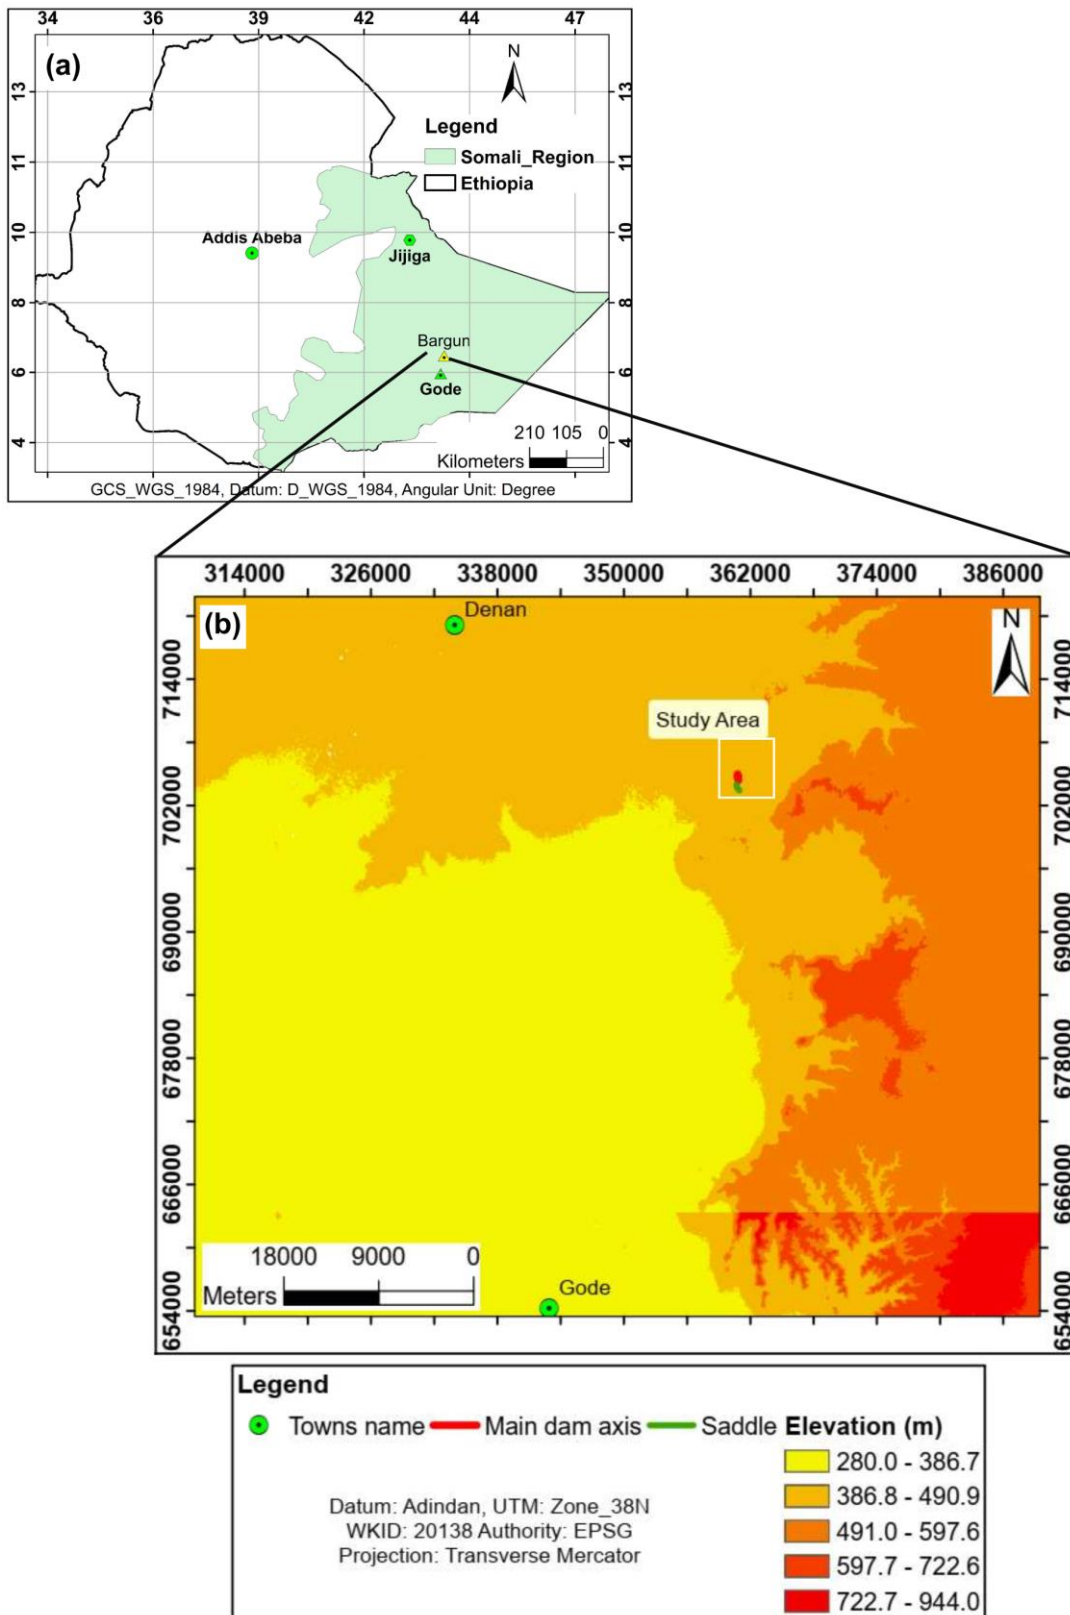 34 36 39 42 44 47
(a)
N
13 13
Legend
11 11
Somali_Region
Ethiopia
10 10
Addis Abeba
Jijiga
8 8
Bargun
6 6
Gode
210 105 0
4 4
Kilometers
GCS_WGS_1984, Datum: D_WGS_1984, Angular Unit: Degree
314000 326000 338000 350000 362000 374000 386000
(b)
Denan
N
714000 714000
Study Area
702000 702000
690000 690000
678000 678000
666000 666000
18000 9000 0
Meters
Gode
654000 654000
Legend
Towns name Main dam axis Saddle Elevation (m)
280.0 - 386.7
386.8 - 490.9
Datum: Adindan, UTM: Zone_38N
WKID: 20138 Authority: EPSG
491.0 - 597.6
Projection: Transverse Mercator
597.7 - 722.6
722.7 - 944.0